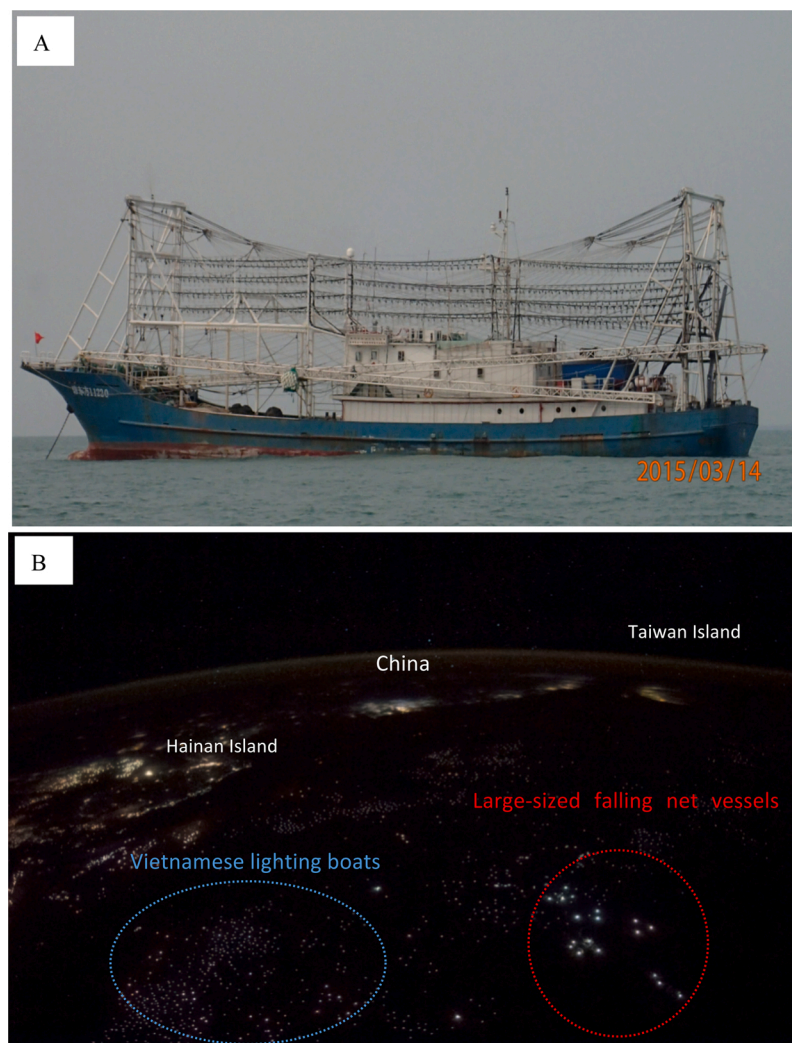 A
2015/03/14
B
Taiwan Island
China
Hainan Island
Large-sized falling net vessels
Vietnamese lighting boats